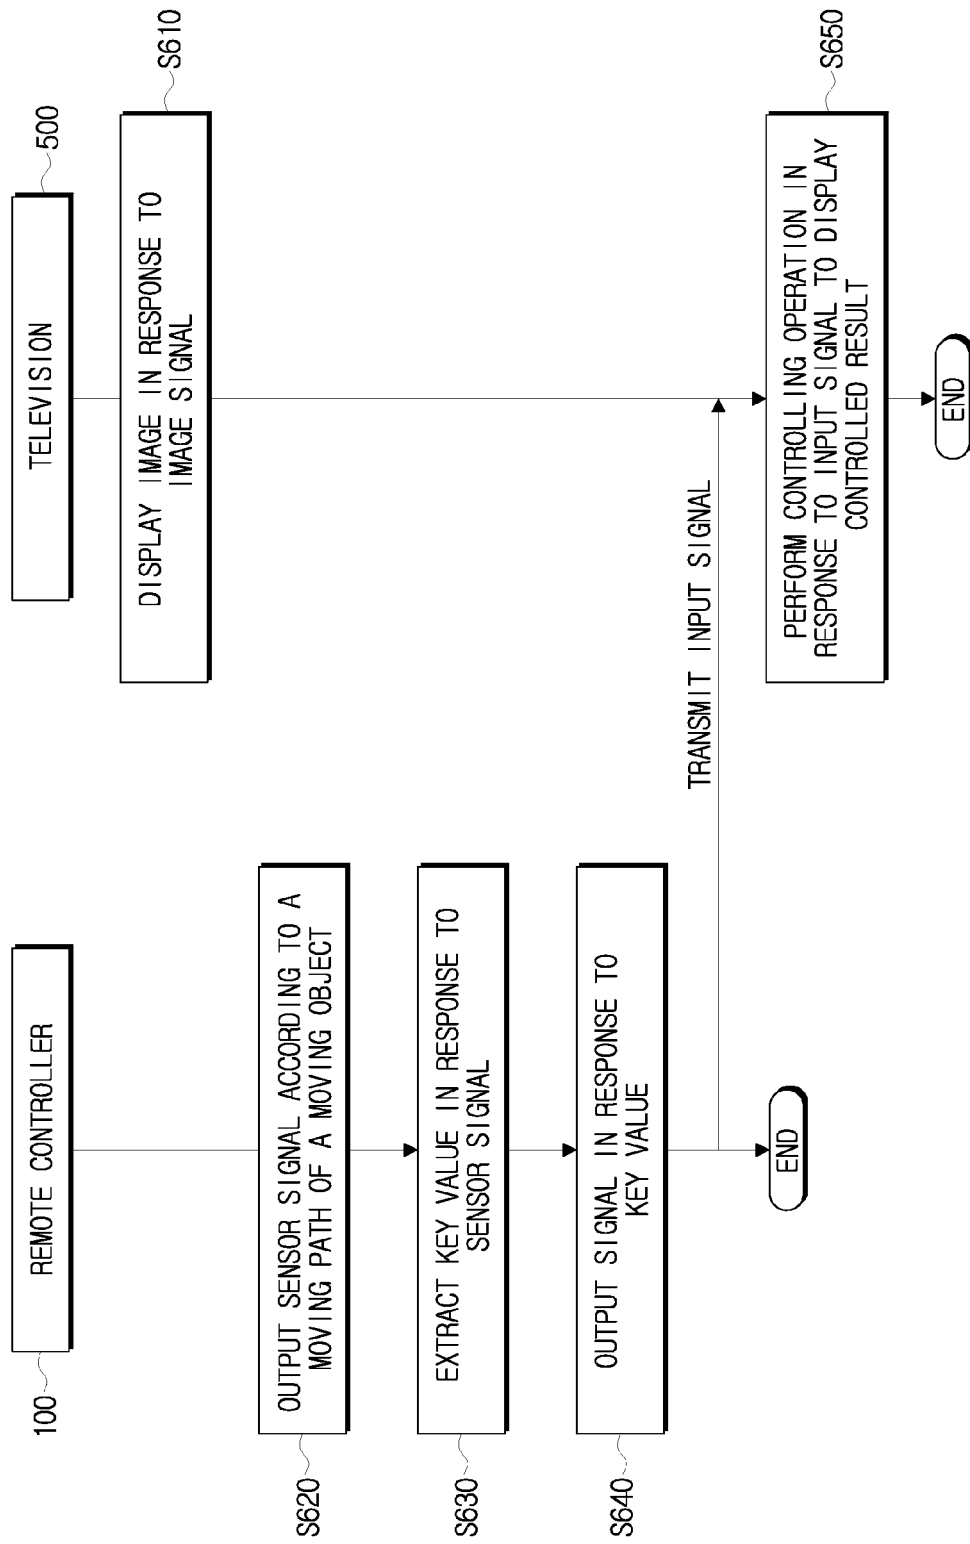 100
REMOTE CONTROLLER
TELEVISION
500
DISPLAY IMAGE IN RESPONSE TO
IMAGE SIGNAL
S610
S620
OUTPUT SENSOR SIGNAL ACCORDING TO A
MOVING PATH OF A MOVING OBJECT
S630
EXTRACT KEY VALUE IN RESPONSE TO
SENSOR SIGNAL
S640
OUTPUT SIGNAL IN RESPONSE TO
KEY VALUE
TRANSMIT INPUT SIGNAL
PERFORM CONTROLLING OPERATION IN
RESPONSE TO INPUT SIGNAL TO DISPLAY
CONTROLLED RESULT
S650
END
END